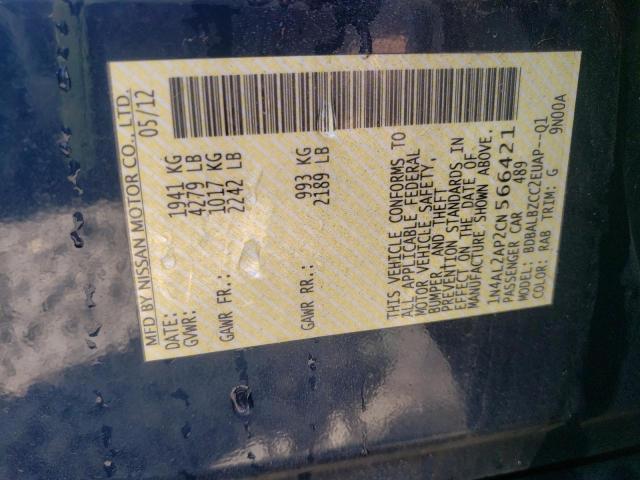 MFD BY NISSAN MOTOR CO., LTD.
DATE: 05/12
GVWR: 1941 KG
4279 LB
GAWR FR.: 1017 KG
2242 LB
GAWR RR.: 993 KG
2189 LB
THIS VEHICLE CONFORMS TO
ALL APPLICABLE FEDERAL
MOTOR VEHICLE SAFETY,
BUMPER, AND THEFT
PREVENTION STANDARDS IN
EFFECT ON THE DATE OF
MANUFACTURE SHOWN ABOVE.
1N4AL2AP2CN566421
PASSENGER CAR 489
MODEL: BDBALBZCC2EUAP--Q1
COLOR: RAB TRIM: G 9N00A